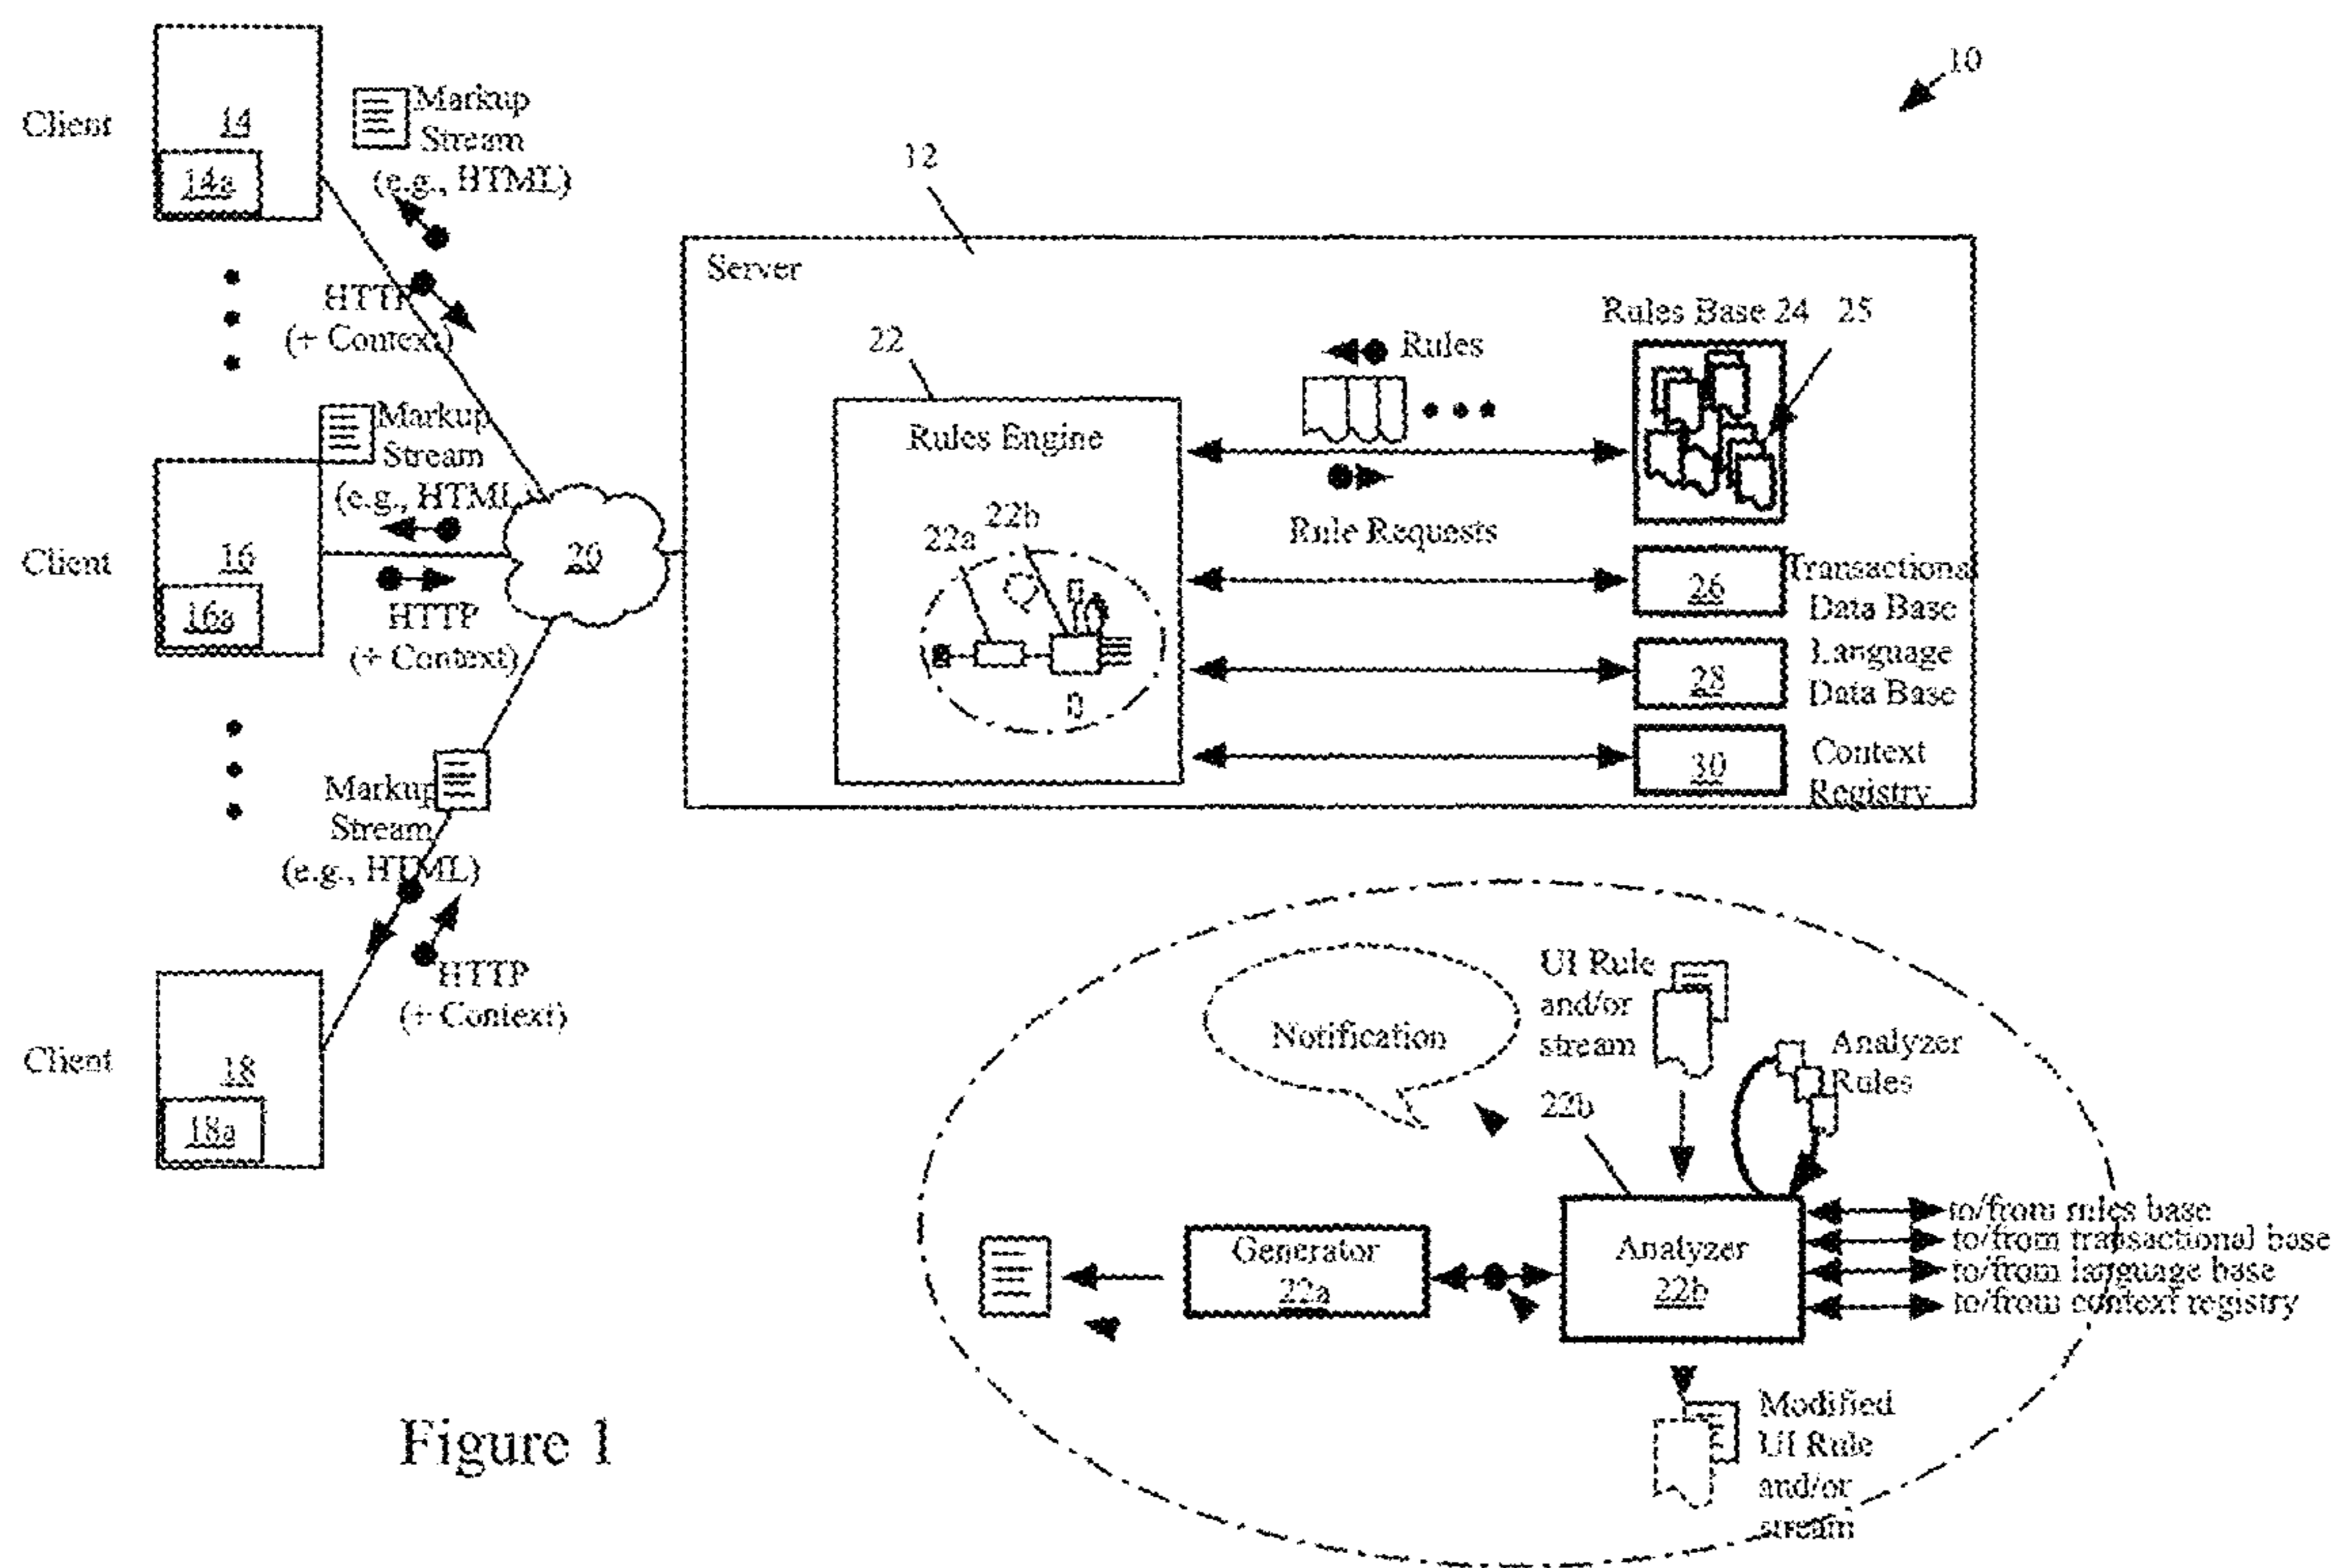 10
Client
14
14a
Markup
Stream
(e.g., HTML)
HTTP
(+ Context)
12
Server
22
Rules Engine
22b
22a
Rules
Rule Requests
Rules Base 24
25
26
Transactional
Data Base
28
Language
Data Base
30
Context
Registry
Markup
Stream
(e.g., HTML)
Client
16
16a
20
HTTP
(+ Context)
Markup
Stream
(e.g., HTML)
HTTP
(+ Context)
Client
18
18a
Notification
UI Rule
and/or
stream
Analyzer
Rules
22b
Generator
22a
Analyzer
22b
to/from rules base
to/from transactional base
to/from language base
to/from context registry
Modified
UI Rule
and/or
stream
Figure 1